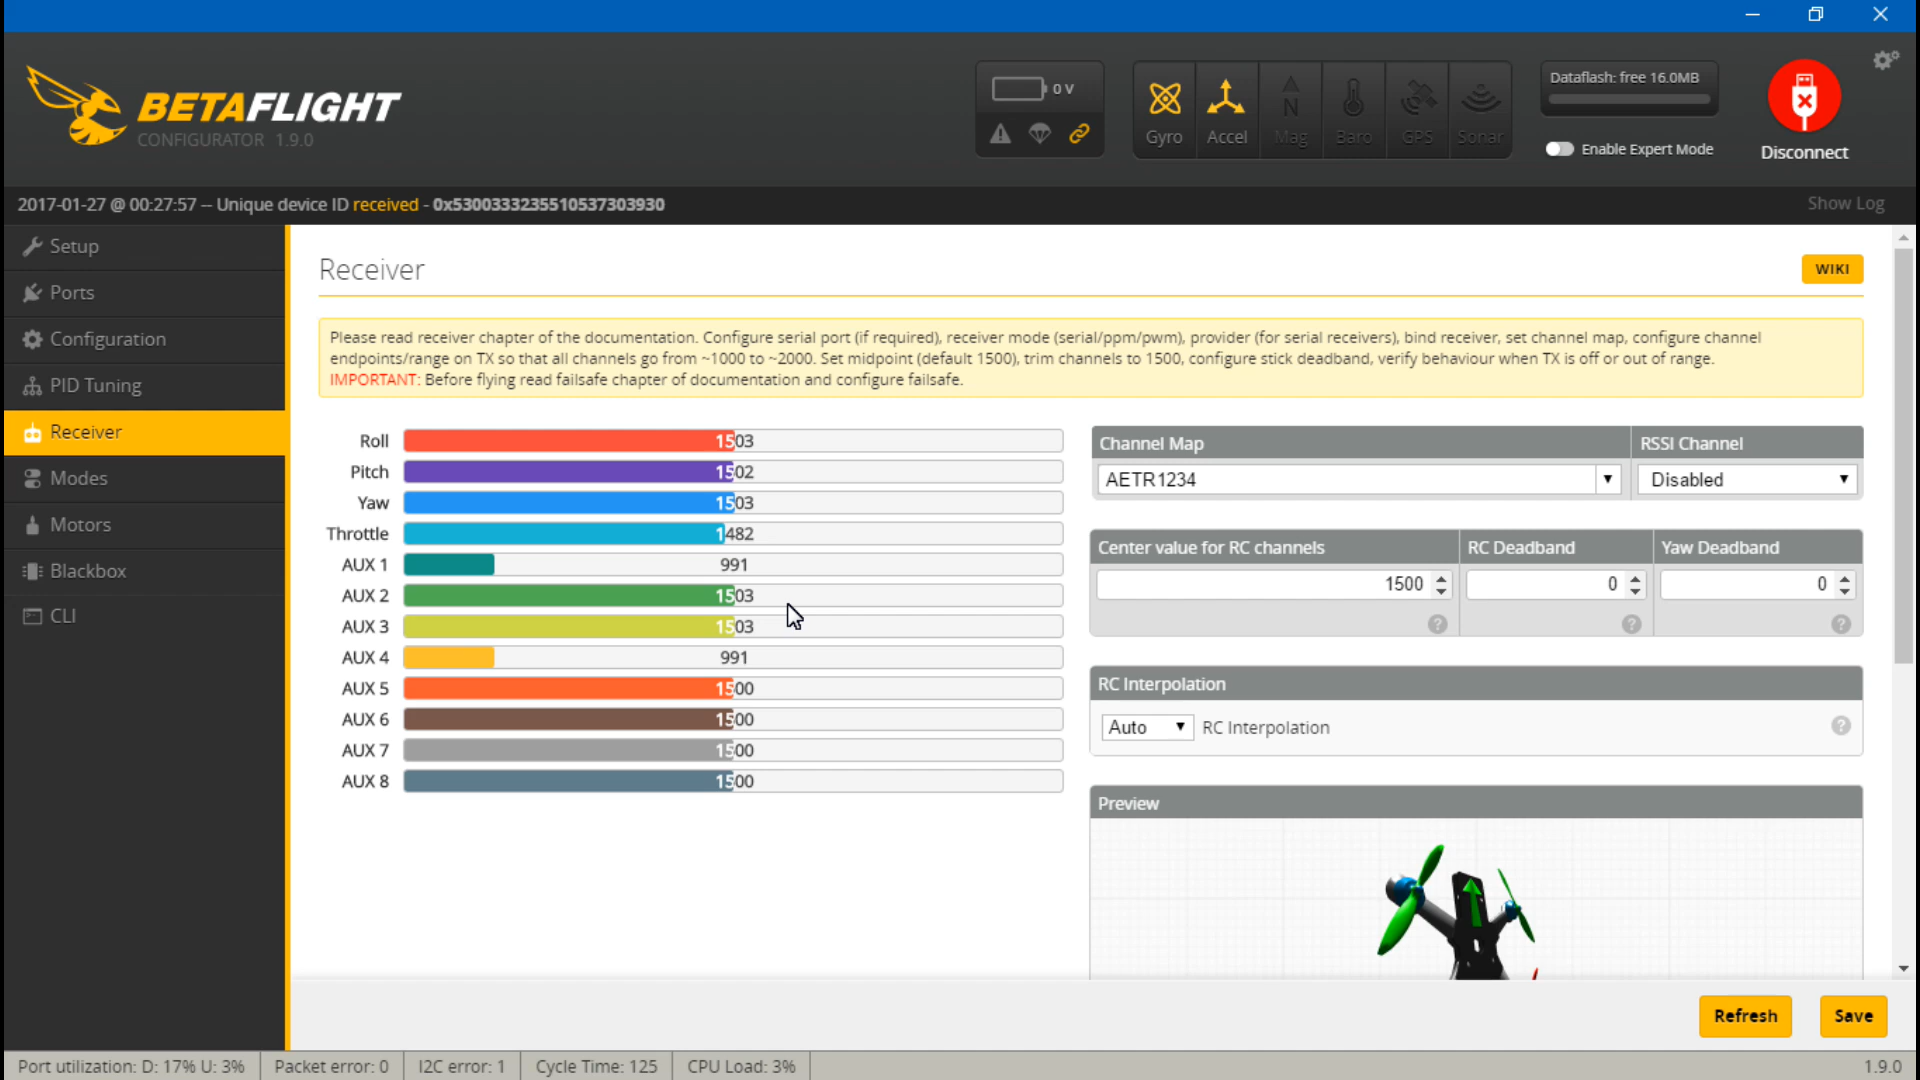 0 V
Dataflash: free 16.0MB
BETAFLIGHT
CONFIGURATOR 1.9.0
Gyro
Accel
Mag
Baro
GPS
Sonar
Enable Expert Mode
Disconnect
2017-01-27 @ 00:27:57 -- Unique device ID received - 0x5300333235510537303930
Show Log
Setup
Ports
Configuration
PID Tuning
Receiver
Modes
Motors
Blackbox
CLI
Receiver
WIKI
Please read receiver chapter of the documentation. Configure serial port (if required), receiver mode (serial/ppm/pwm), provider (for serial receivers), bind receiver, set channel map, configure channel
endpoints/range on TX so that all channels go from ~1000 to ~2000. Set midpoint (default 1500), trim channels to 1500, configure stick deadband, verify behaviour when TX is off or out of range.
IMPORTANT: Before flying read failsafe chapter of documentation and configure failsafe.
Roll 1503
Pitch 1502
Yaw 1503
Throttle 1482
AUX 1 991
AUX 2 1503
AUX 3 1503
AUX 4 991
AUX 5 1500
AUX 6 1500
AUX 7 1500
AUX 8 1500
Channel Map RSSI Channel
AETR1234 Disabled
Center value for RC channels RC Deadband Yaw Deadband
1500 0 0
? ? ?
RC Interpolation
Auto RC Interpolation ?
Preview
Refresh Save
Port utilization: D: 17% U: 3% Packet error: 0 I2C error: 1 Cycle Time: 125 CPU Load: 3% 1.9.0